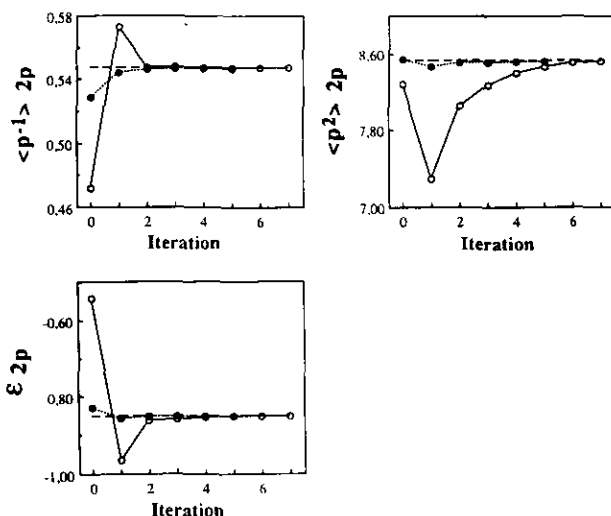 0,58
0,54
0,50
0,46
<p-1> 2p
0 2 4 6
Iteration
8.60
7.80
7.00
<p2> 2p
0 2 4 6
Iteration
-0,60
0,80
-1,00
ε 2p
0 2 4 6
Iteration